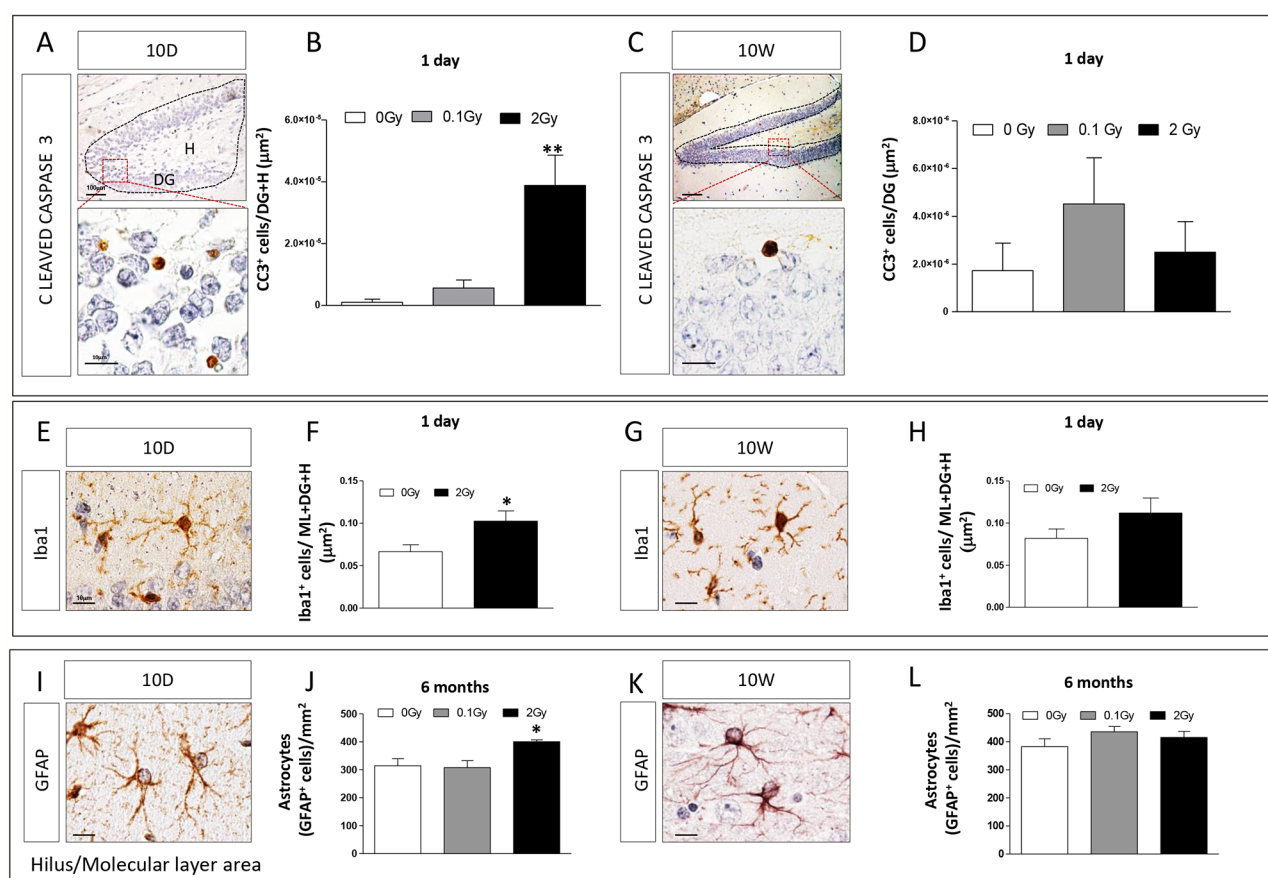 A
10D
C LEAVED CASPASE 3
H
DG
100μm
10μm
B
1 day
0Gy 0.1Gy 2Gy
CC3⁺ cells/DG+H (μm²)
6.0×10⁻⁵
4.0×10⁻⁵
2.0×10⁻⁵
0
**
C
10W
C LEAVED CASPASE 3
D
1 day
0 Gy 0.1 Gy 2 Gy
CC3⁺ cells/DG (μm²)
8.0×10⁻⁶
6.0×10⁻⁶
4.0×10⁻⁶
2.0×10⁻⁶
0
E
10D
Iba1
10μm
F
1 day
0Gy 2Gy
Iba1⁺ cells/ ML+DG+H
(μm²)
0.15
0.10
0.05
0.00
*
G
10W
Iba1
H
1 day
0Gy 2Gy
Iba1⁺ cells/ ML+DG+H
(μm²)
0.15
0.10
0.05
0.00
I
10D
GFAP
J
6 months
0Gy 0.1Gy 2Gy
Astrocytes
(GFAP⁺ cells)/mm²
500
400
300
200
100
0
*
K
10W
GFAP
L
6 months
0Gy 0.1Gy 2Gy
Astrocytes
(GFAP⁺ cells)/mm²
500
400
300
200
100
0
Hilus/Molecular layer area